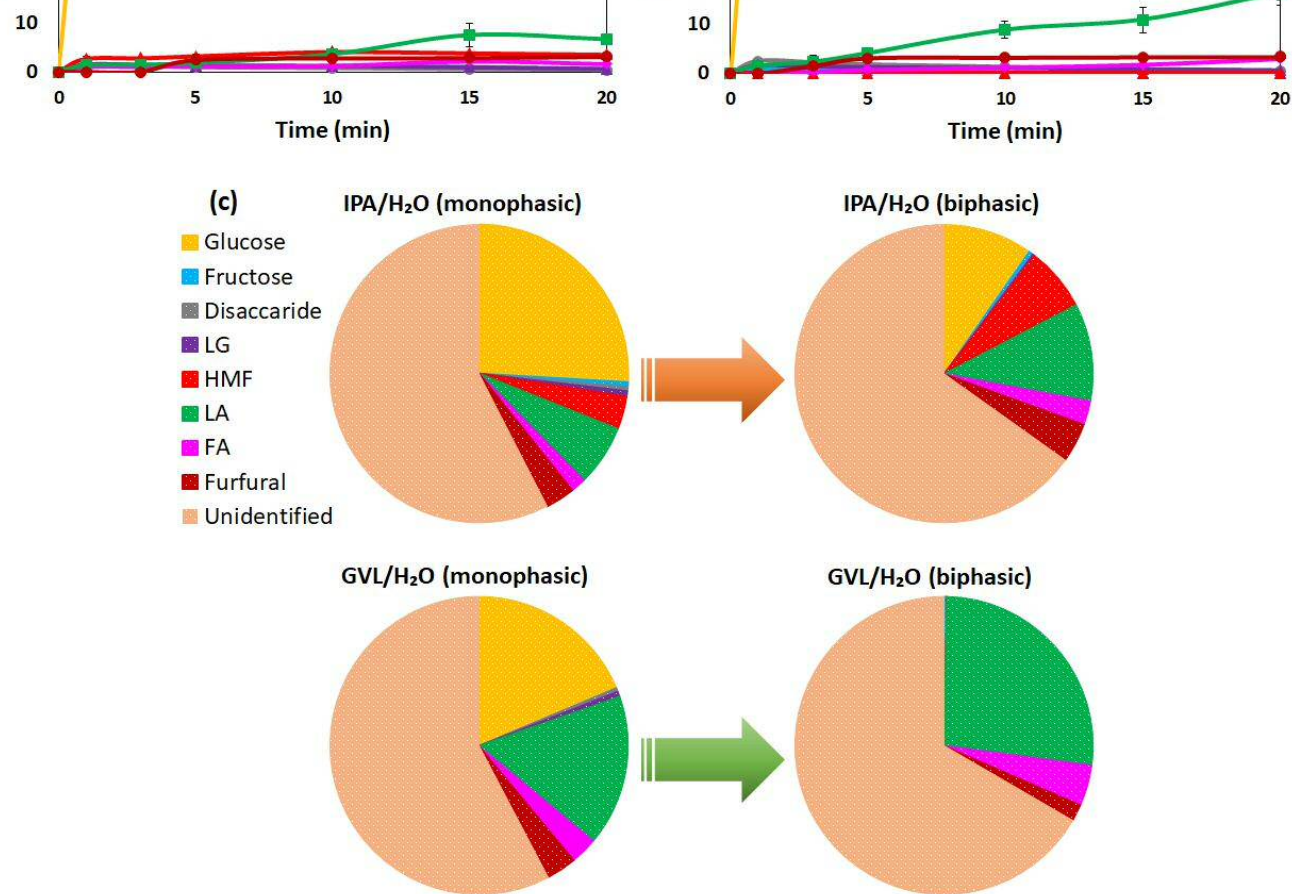 10
0
0 5 10 15 20
Time (min)
10
0
0 5 10 15 20
Time (min)
(c)
IPA/H₂O (monophasic)
IPA/H₂O (biphasic)
Glucose
Fructose
Disaccaride
LG
HMF
LA
FA
Furfural
Unidentified
GVL/H₂O (monophasic)
GVL/H₂O (biphasic)